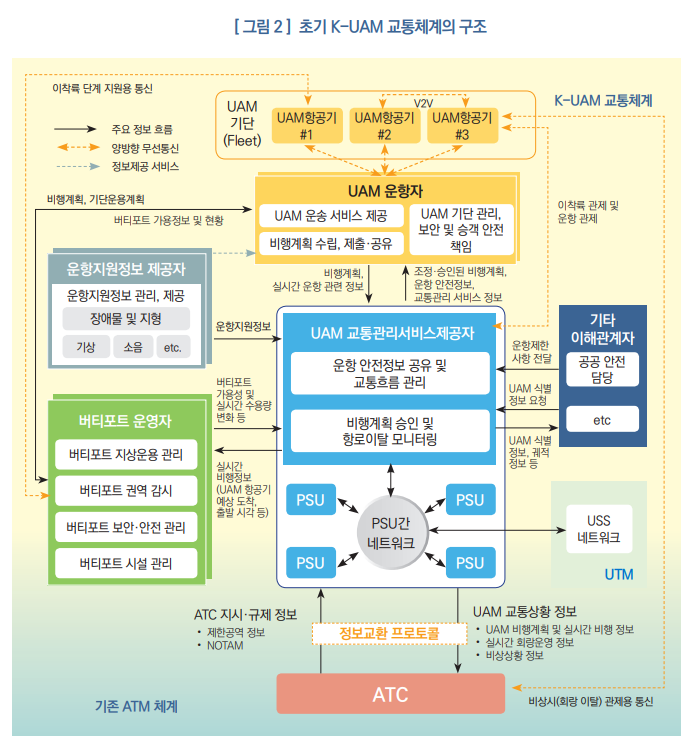 [ 그림 2 ] 초기 K-UAM 교통체계의 구조
이착륙 단계 지원용 통신
주요 정보 흐름
양방향 무선통신
정보제공 서비스
UAM
기단
(Fleet)
UAM항공기
#1
UAM항공기
#2
V2V
UAM항공기
#3
K-UAM 교통체계
비행계획, 기단운용계획
버티포트 가용정보 및 현황
UAM 운항자
UAM 운송 서비스 제공
비행계획 수립, 제출·공유
UAM 기단 관리,
보안 및 승객 안전
책임
이착륙 관제 및
운항 관제
운항지원정보 제공자
운항지원정보 관리, 제공
장애물 및 지형
기상
소음
etc.
비행계획,
실시간 운항 관련 정보
조정·승인된 비행계획,
운항 안전정보,
교통관리 서비스 정보
운항지원정보
UAM 교통관리서비스제공자
운항 안전정보 공유 및
교통흐름 관리
비행계획 승인 및
항로이탈 모니터링
기타
이해관계자
공공 안전
담당
etc
운항제한
사항 전달
UAM 식별
정보 요청
UAM 식별
정보, 궤적
정보 등
버티포트
가용성 및
실시간 수용량
변화 등
버티포트 운영자
버티포트 지상운용 관리
버티포트 권역 감시
버티포트 보안·안전 관리
버티포트 시설 관리
실시간
비행정보
(UAM 항공기
예상 도착,
출발 시각 등)
PSU
PSU
PSU간
네트워크
PSU
PSU
USS
네트워크
UTM
ATC 지시·규제 정보
• 제한공역 정보
• NOTAM
정보교환 프로토콜
UAM 교통상황 정보
• UAM 비행계획 및 실시간 비행 정보
• 실시간 회랑운영 정보
• 비상상황 정보
ATC
기존 ATM 체계
비상시(회랑 이탈) 관제용 통신